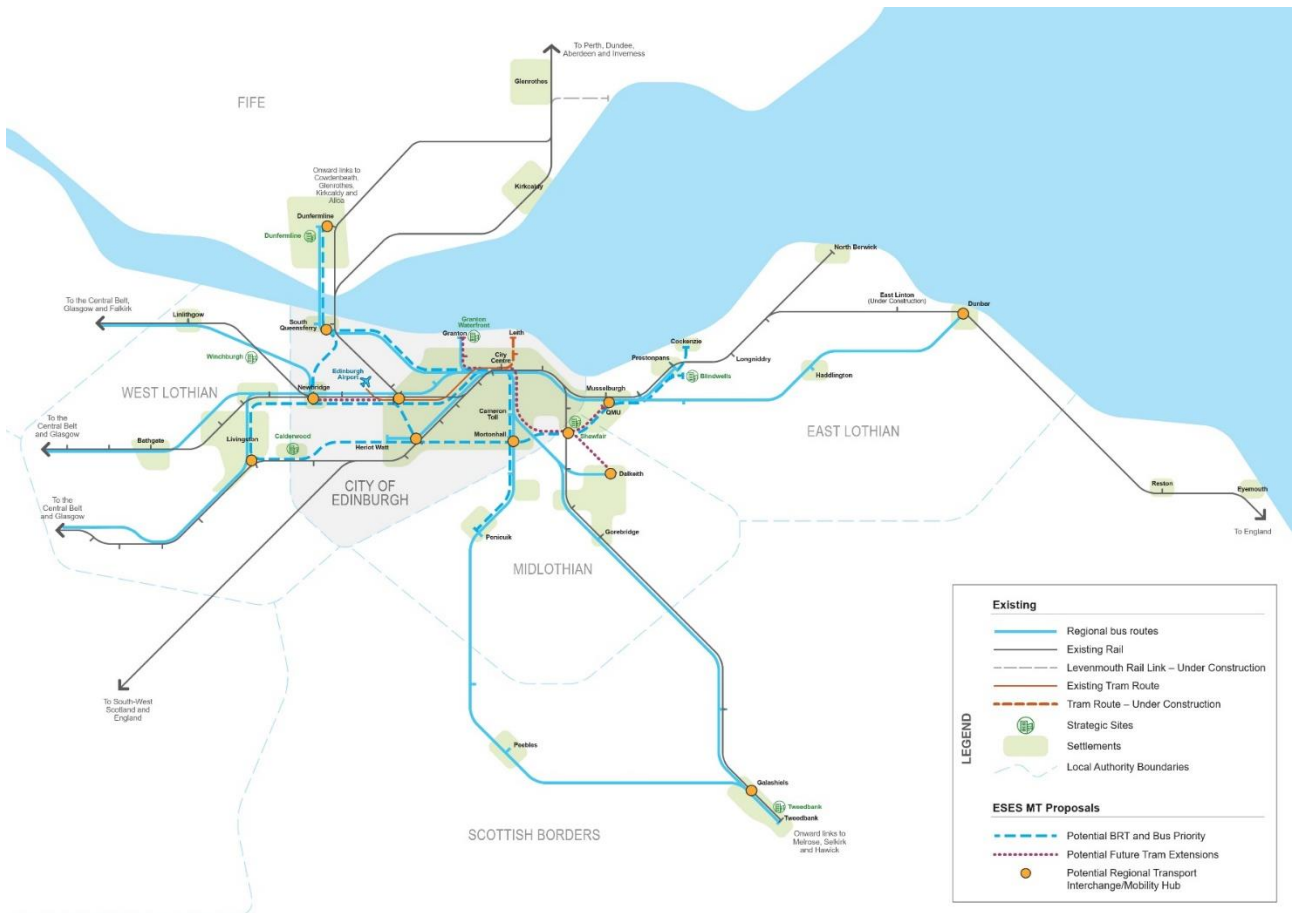 To Perth, Dundee,
Aberdeen and Inverness
Glenrothes
FIFE
Onward links to
Cowdenbeath,
Glenrothes,
Kirkcaldy and
Alloa
Kirkcaldy
Dunfermline
Dunfermline
North Berwick
To the Central Belt,
Glasgow and Falkirk
Linlithgow
South
Queensferry
Granton
Waterfront
Granton
Leith
East Linton
(Under Construction)
Dunbar
Winchburgh
City
Centre
Cockenzie
Prestonpans
Longniddry
Edinburgh
Airport
Blindwells
Haddington
WEST LOTHIAN
Newbridge
Musselburgh
QMU
Cameron
Toll
EAST LOTHIAN
To the
Central Belt
and Glasgow
Bathgate
Livingston
Calderwood
Heriot Watt
Mortonhall
Shawfair
Dalkeith
CITY OF
EDINBURGH
Reston
Eyemouth
To the
Central Belt
and Glasgow
Penicuik
Gorebridge
To England
MIDLOTHIAN
To South-West
Scotland and
England
Peebles
Galashiels
Tweedbank
Tweedbank
SCOTTISH BORDERS
Onward links to
Melrose, Selkirk
and Hawick
LEGEND
Existing
Regional bus routes
Existing Rail
Levenmouth Rail Link – Under Construction
Existing Tram Route
Tram Route – Under Construction
Strategic Sites
Settlements
Local Authority Boundaries
ESES MT Proposals
Potential BRT and Bus Priority
Potential Future Tram Extensions
Potential Regional Transport
Interchange/Mobility Hub